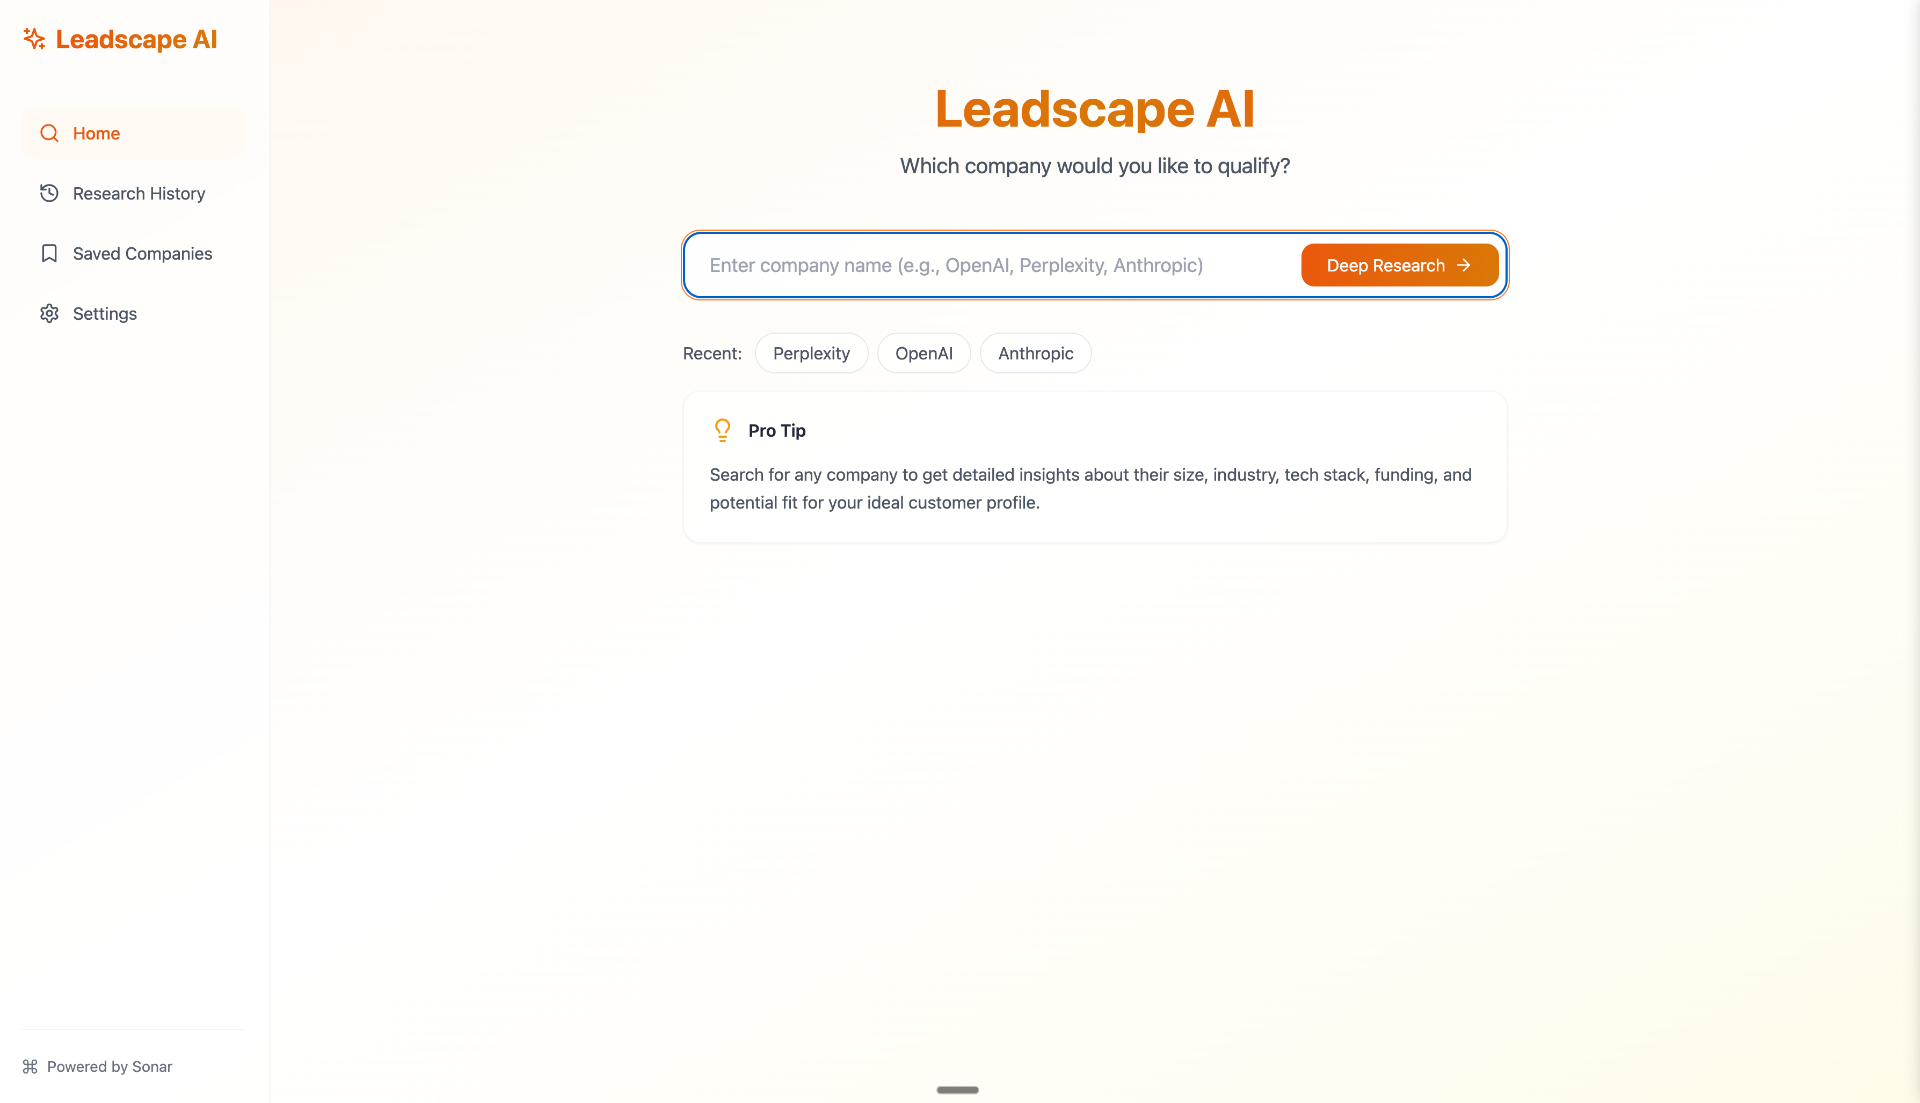 Leadscape AI
Home
Research History
Saved Companies
Settings
Powered by Sonar
Leadscape AI
Which company would you like to qualify?
Enter company name (e.g., OpenAI, Perplexity, Anthropic)
Deep Research
Recent: Perplexity OpenAI Anthropic
Pro Tip
Search for any company to get detailed insights about their size, industry, tech stack, funding, and
potential fit for your ideal customer profile.